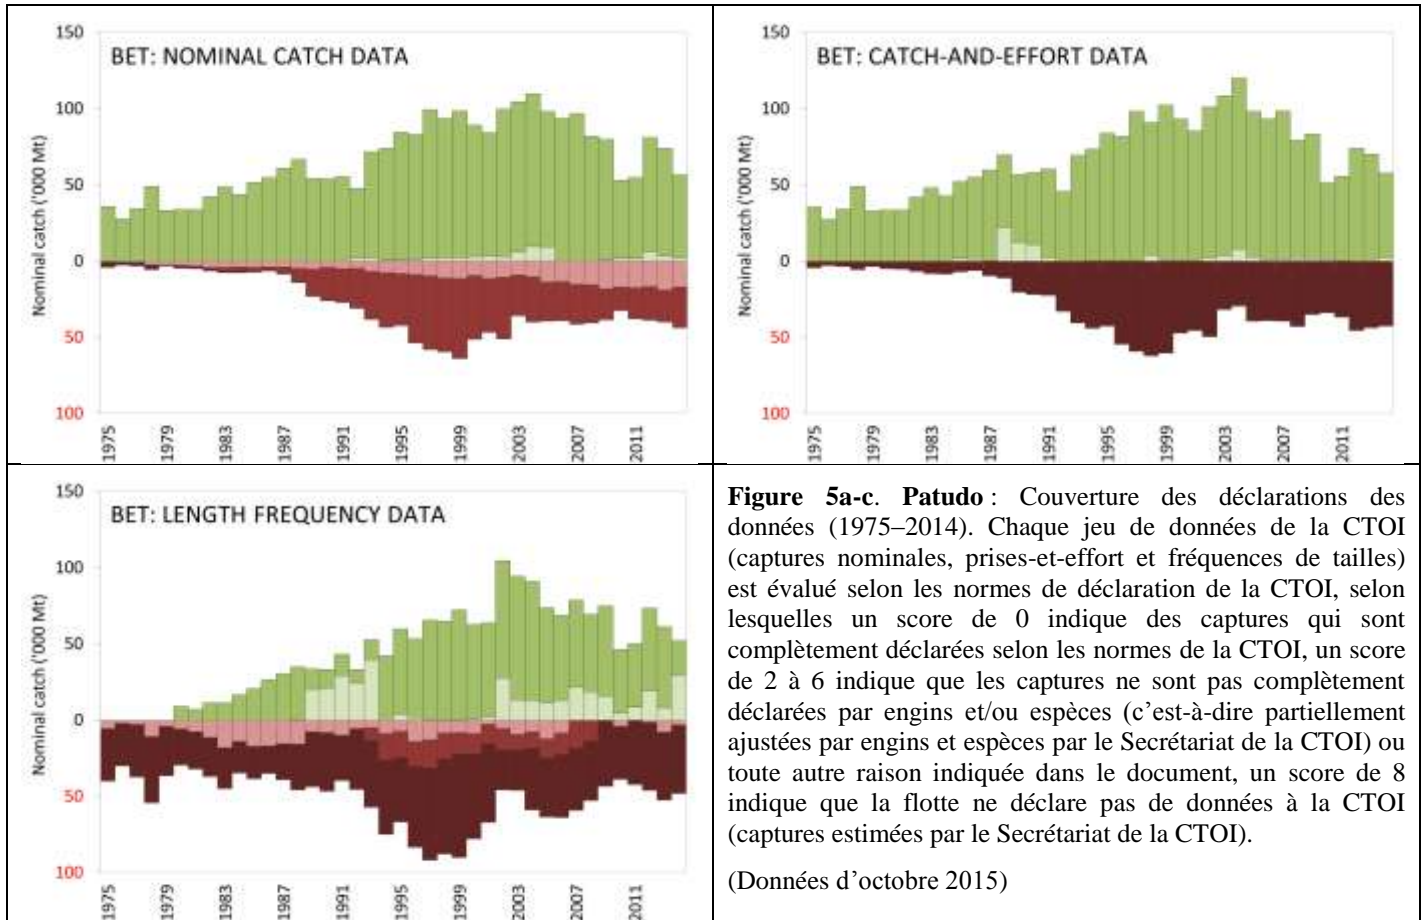 BET: NOMINAL CATCH DATA
Nominal catch ('000 Mt)
150
100
50
0
50
100
1975
1979
1983
1987
1991
1995
1999
2003
2007
2011
BET: CATCH-AND-EFFORT DATA
Nominal catch ('000 Mt)
150
100
50
0
50
100
1975
1979
1983
1987
1991
1995
1999
2003
2007
2011
BET: LENGTH FREQUENCY DATA
Nominal catch ('000 Mt)
150
100
50
0
50
100
1975
1979
1983
1987
1991
1995
1999
2003
2007
2011
Figure 5a-c. Patudo : Couverture des déclarations des
données (1975–2014). Chaque jeu de données de la CTOI
(captures nominales, prises-et-effort et fréquences de tailles)
est évalué selon les normes de déclaration de la CTOI, selon
lesquelles un score de 0 indique des captures qui sont
complètement déclarées selon les normes de la CTOI, un score
de 2 à 6 indique que les captures ne sont pas complètement
déclarées par engins et/ou espèces (c'est-à-dire partiellement
ajustées par engins et espèces par le Secrétariat de la CTOI) ou
toute autre raison indiquée dans le document, un score de 8
indique que la flotte ne déclare pas de données à la CTOI
(captures estimées par le Secrétariat de la CTOI).
(Données d'octobre 2015)